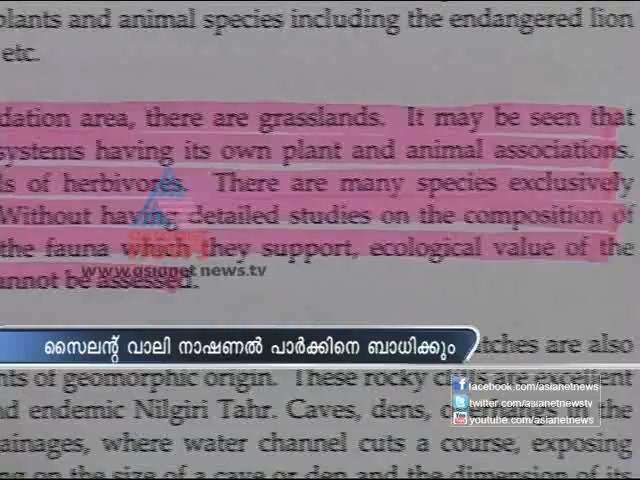 plants and animal species including the endangered lion
etc.
dation area, there are grasslands. It may be seen that
systems having its own plant and animal associations.
ls of herbivores. There are many species exclusively
Without having detailed studies on the composition of
the fauna which they support, ecological value of the
annot be assessed.
www.asianetnews.tv
സൈലന്റ് വാലി നാഷണൽ പാർക്കിനെ ബാധിക്കും
tches are also
nts of geomorphic origin. These rocky cliffs are excellent
nd endemic Nilgiri Tahr. Caves, dens,
facebook.com/asianetnews
twitter.com/asianetnewstv
youtube.com/asianetnews
ainages, where water channel cuts a course, exposing
ng on the size of a cave or den and the dimension of its